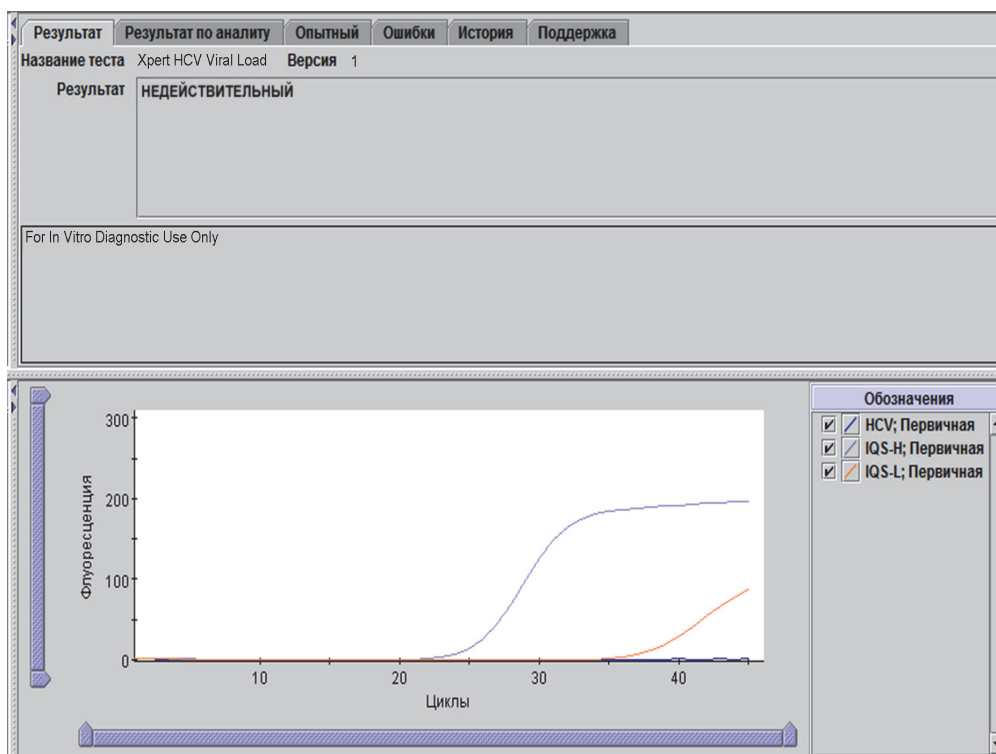 Результат Результат по аналиту Опытный Ошибки История Поддержка
Название теста Xpert HCV Viral Load Версия 1
Результат НЕДЕЙСТВИТЕЛЬНЫЙ
For In Vitro Diagnostic Use Only
Флуоресценция
300
200
100
0
10 20 30 40
Циклы
Обозначения
HCV; Первичная
IQS-H; Первичная
IQS-L; Первичная